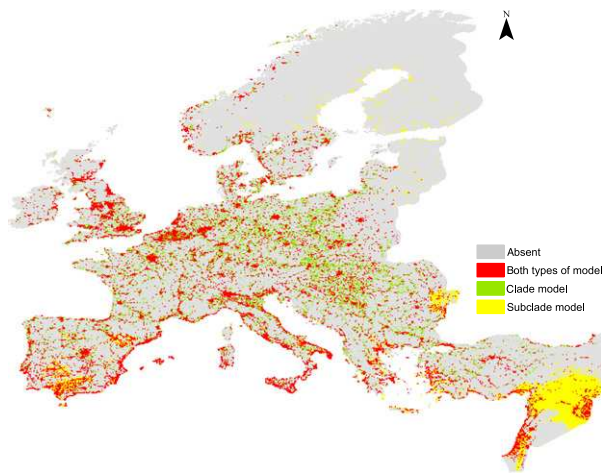 N
Absent
Both types of model
Clade model
Subclade model